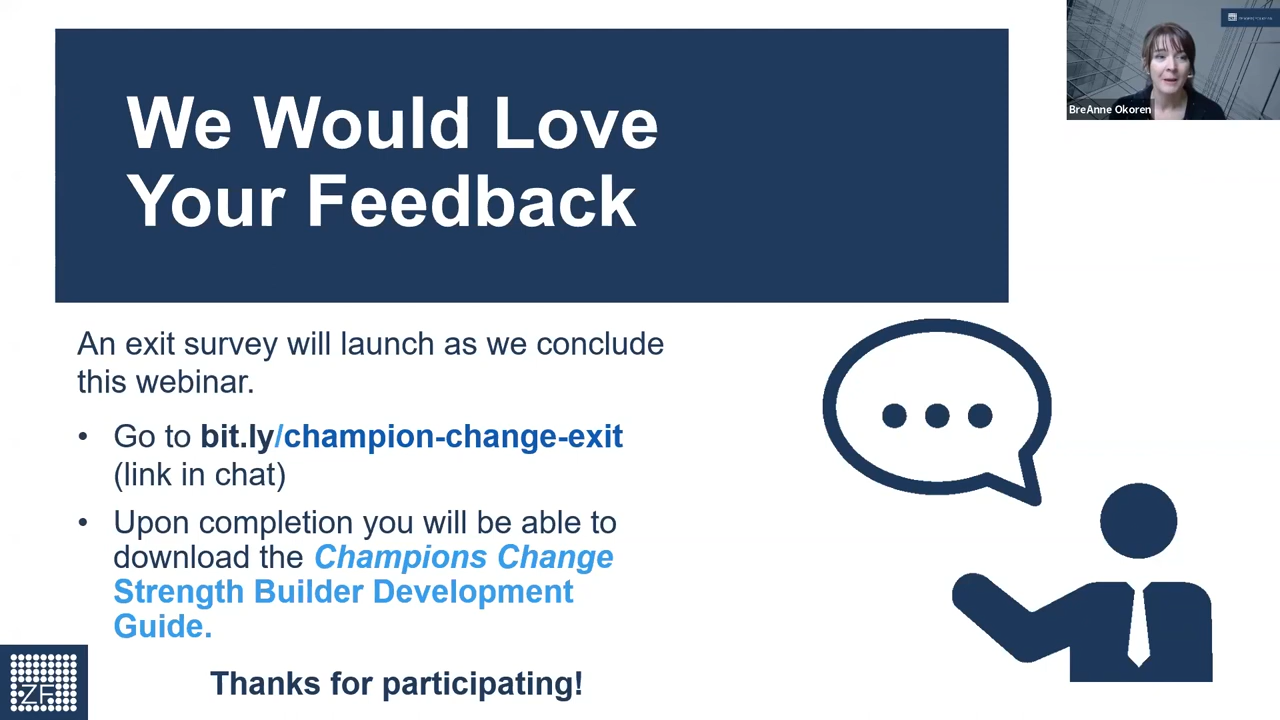 We Would Love
Your Feedback
BreAnne Okoren
An exit survey will launch as we conclude
this webinar.
• Go to bit.ly/champion-change-exit
(link in chat)
• Upon completion you will be able to
download the Champions Change
Strength Builder Development
Guide.
Thanks for participating!
ZF